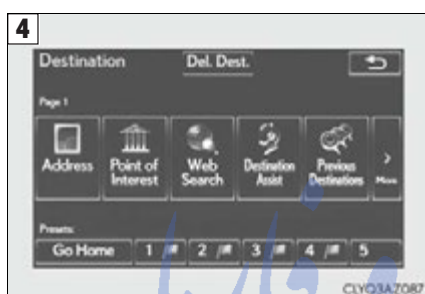 4
Destination Del. Dest.
Page 1
Address Point of Interest Web Search Destination Assist Previous Destinations More
Presets:
Go Home 1 2 3 4 5
CLYQ3AZ087